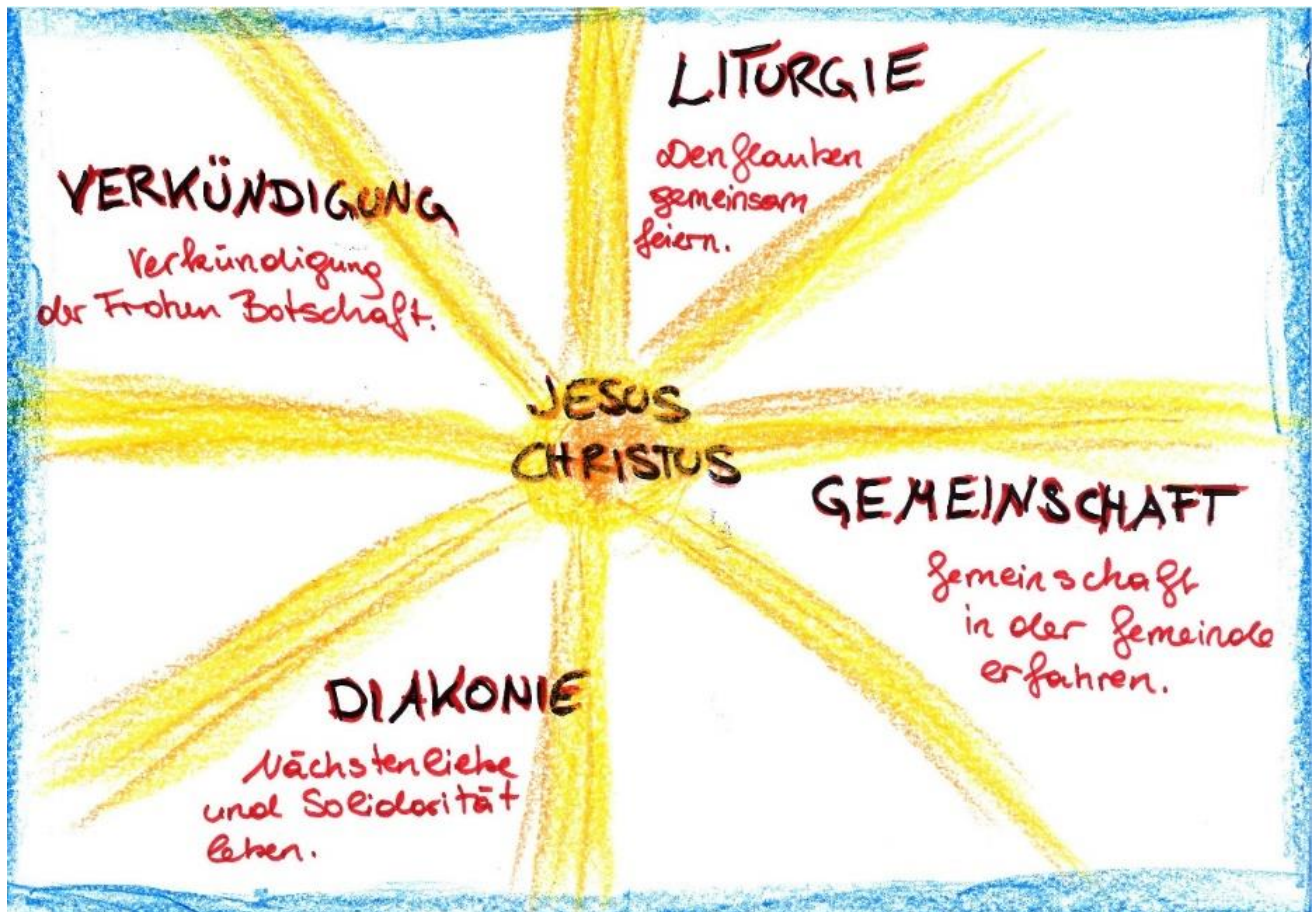 LITURGIE
Den Glauben
gemeinsam
feiern.
VERKÜNDIGUNG
Verkündigung
der Frohen Botschaft.
JESUS
CHRISTUS
GEMEINSCHAFT
Gemeinschaft
in der Gemeinde
erfahren.
DIAKONIE
Nächstenliebe
und Solidarität
leben.